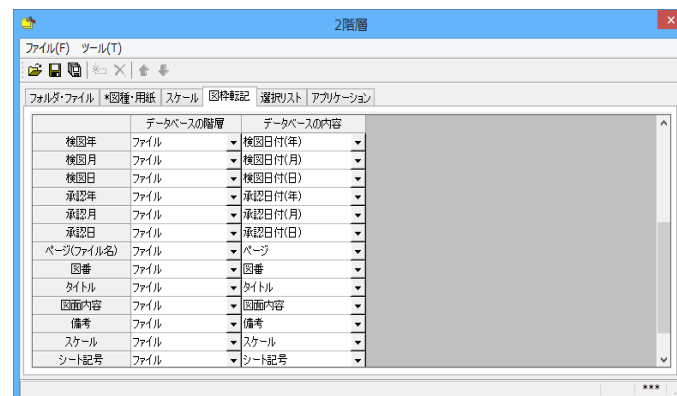 2階層
ファイル(F) ツール(T)
フォルダ・ファイル *図種・用紙 スケール 図枠転記 選択リスト アプリケーション
データベースの階層 データベースの内容
検図年 ファイル 検図日付(年)
検図月 ファイル 検図日付(月)
検図日 ファイル 検図日付(日)
承認年 ファイル 承認日付(年)
承認月 ファイル 承認日付(月)
承認日 ファイル 承認日付(日)
ページ(ファイル名) ファイル ページ
図番 ファイル 図番
タイトル ファイル タイトル
図面内容 ファイル 図面内容
備考 ファイル 備考
スケール ファイル スケール
シート記号 ファイル シート記号
***